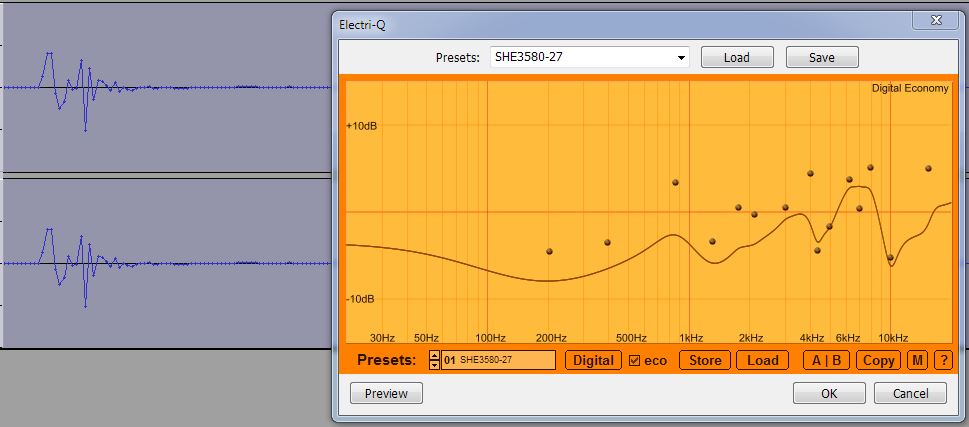 Electri-Q
Presets: SHE3580-27 Load Save
Digital Economy
+10dB
-10dB
30Hz 50Hz 100Hz 200Hz 500Hz 1kHz 2kHz 4kHz 6kHz 10kHz
Presets: 01 SHE3580-27 Digital eco Store Load A | B Copy M ?
Preview OK Cancel